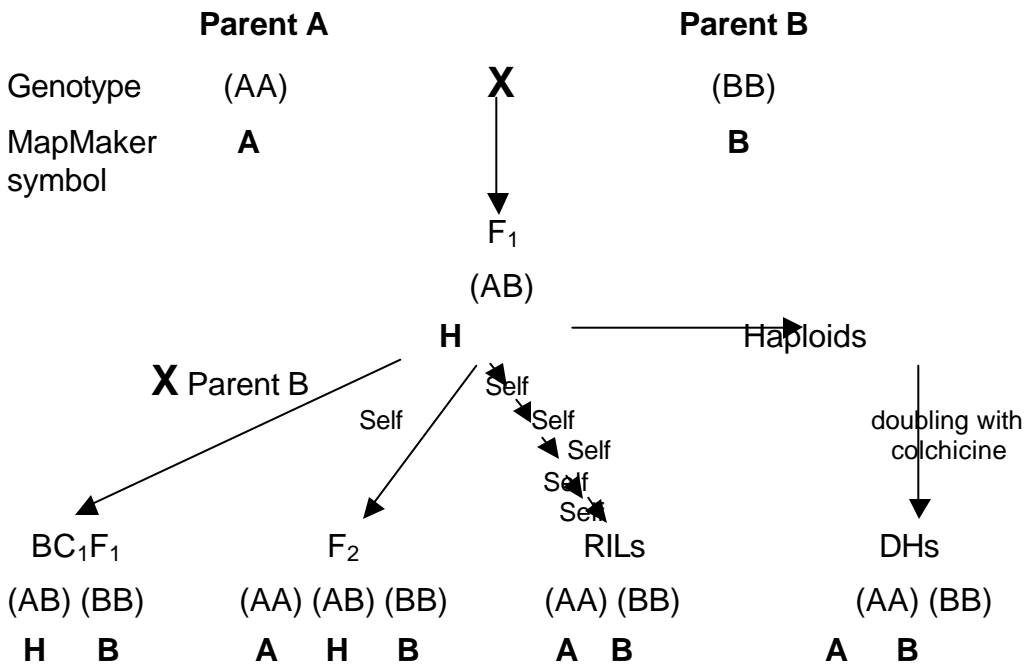 Parent A Parent B
Genotype (AA) X (BB)
MapMaker A B
symbol
F₁
(AB)
H Haploids
X Parent B
Self
Self
Self
Self
Self
Self
doubling with
colchicine
BC₁F₁ F₂ RILs DHs
(AB) (BB) (AA) (AB) (BB) (AA) (BB) (AA) (BB)
H B A H B A B A B